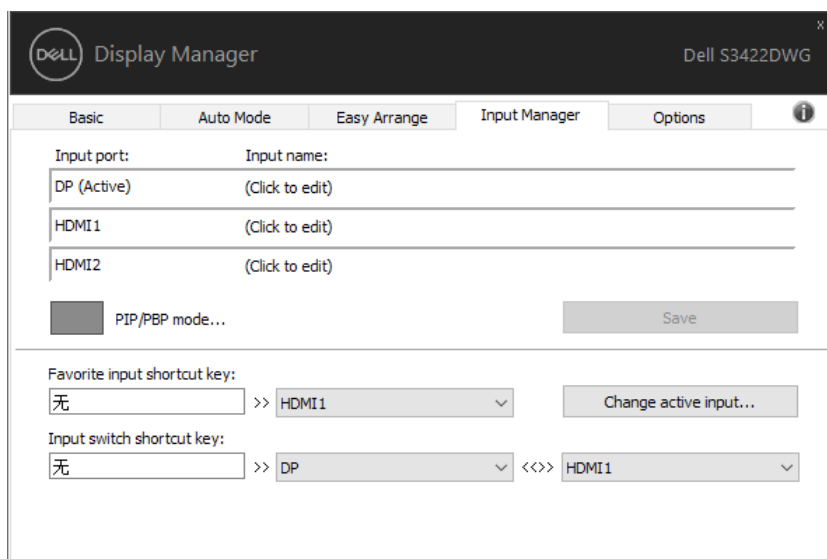 x
DELL Display Manager Dell S3422DWG
Basic Auto Mode Easy Arrange Input Manager Options i
Input port: Input name:
DP (Active) (Click to edit)
HDMI1 (Click to edit)
HDMI2 (Click to edit)
PIP/PBP mode... Save
Favorite input shortcut key:
无 >> HDMI1 Change active input...
Input switch shortcut key:
无 >> DP <<>> HDMI1